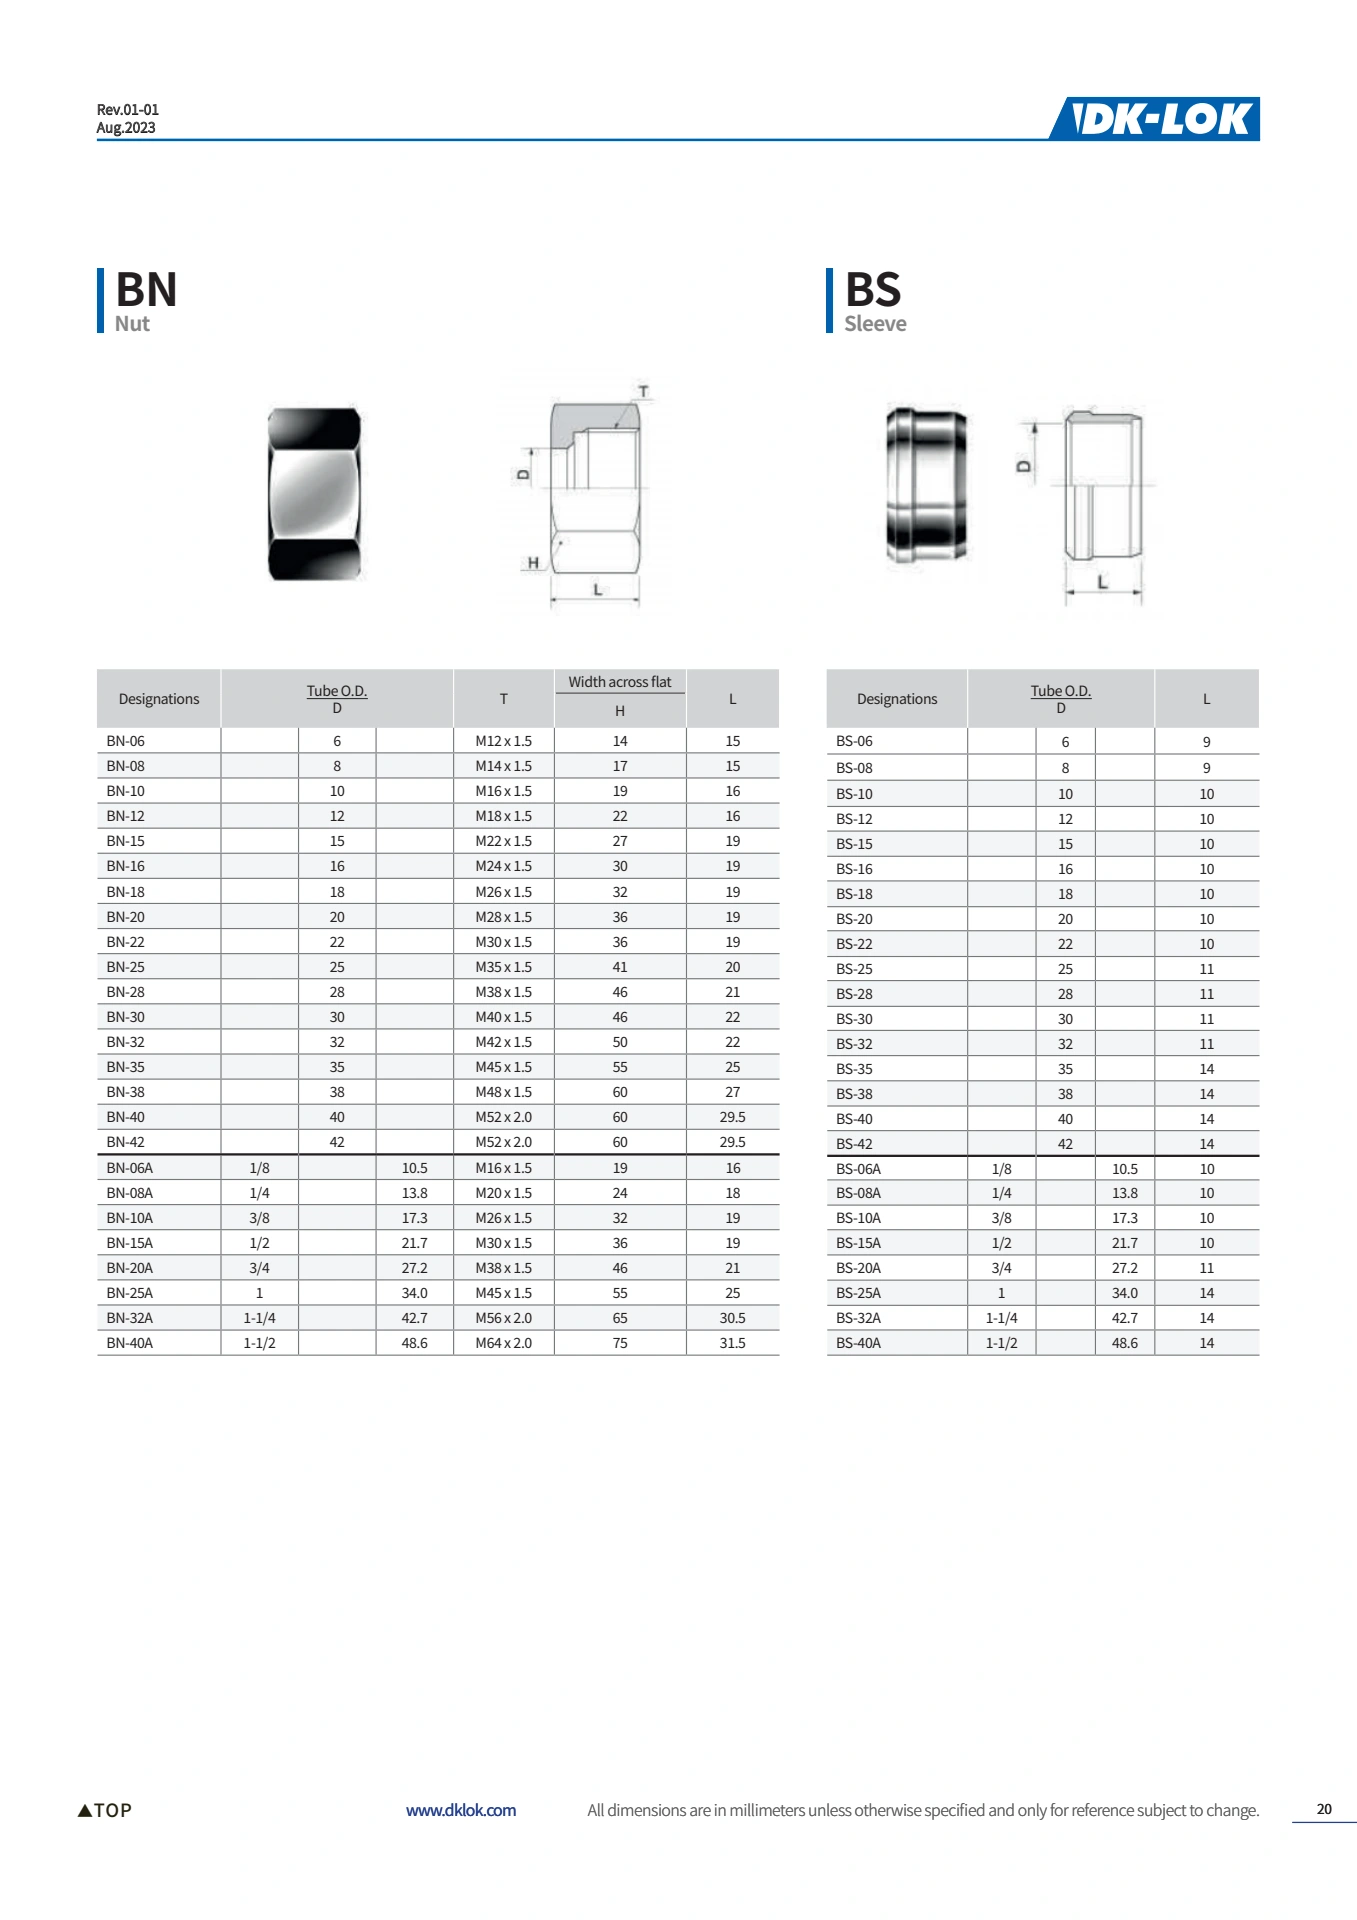 Rev.01-01
Aug.2023
DK-LOK
BN
Nut
BS
Sleeve
T
D
H
L
D
L
Designations Tube O.D. D T Width across flat H L
BN-06 6 M12 x 1.5 14 15
BN-08 8 M14 x 1.5 17 15
BN-10 10 M16 x 1.5 19 16
BN-12 12 M18 x 1.5 22 16
BN-15 15 M22 x 1.5 27 19
BN-16 16 M24 x 1.5 30 19
BN-18 18 M26 x 1.5 32 19
BN-20 20 M28 x 1.5 36 19
BN-22 22 M30 x 1.5 36 19
BN-25 25 M35 x 1.5 41 20
BN-28 28 M38 x 1.5 46 21
BN-30 30 M40 x 1.5 46 22
BN-32 32 M42 x 1.5 50 22
BN-35 35 M45 x 1.5 55 25
BN-38 38 M48 x 1.5 60 27
BN-40 40 M52 x 2.0 60 29.5
BN-42 42 M52 x 2.0 60 29.5
BN-06A 1/8 10.5 M16 x 1.5 19 16
BN-08A 1/4 13.8 M20 x 1.5 24 18
BN-10A 3/8 17.3 M26 x 1.5 32 19
BN-15A 1/2 21.7 M30 x 1.5 36 19
BN-20A 3/4 27.2 M38 x 1.5 46 21
BN-25A 1 34.0 M45 x 1.5 55 25
BN-32A 1-1/4 42.7 M56 x 2.0 65 30.5
BN-40A 1-1/2 48.6 M64 x 2.0 75 31.5
Designations Tube O.D. D L
BS-06 6 9
BS-08 8 9
BS-10 10 10
BS-12 12 10
BS-15 15 10
BS-16 16 10
BS-18 18 10
BS-20 20 10
BS-22 22 10
BS-25 25 11
BS-28 28 11
BS-30 30 11
BS-32 32 11
BS-35 35 14
BS-38 38 14
BS-40 40 14
BS-42 42 14
BS-06A 1/8 10.5 10
BS-08A 1/4 13.8 10
BS-10A 3/8 17.3 10
BS-15A 1/2 21.7 10
BS-20A 3/4 27.2 11
BS-25A 1 34.0 14
BS-32A 1-1/4 42.7 14
BS-40A 1-1/2 48.6 14
▲TOP
www.dklok.com
All dimensions are in millimeters unless otherwise specified and only for reference subject to change.
20